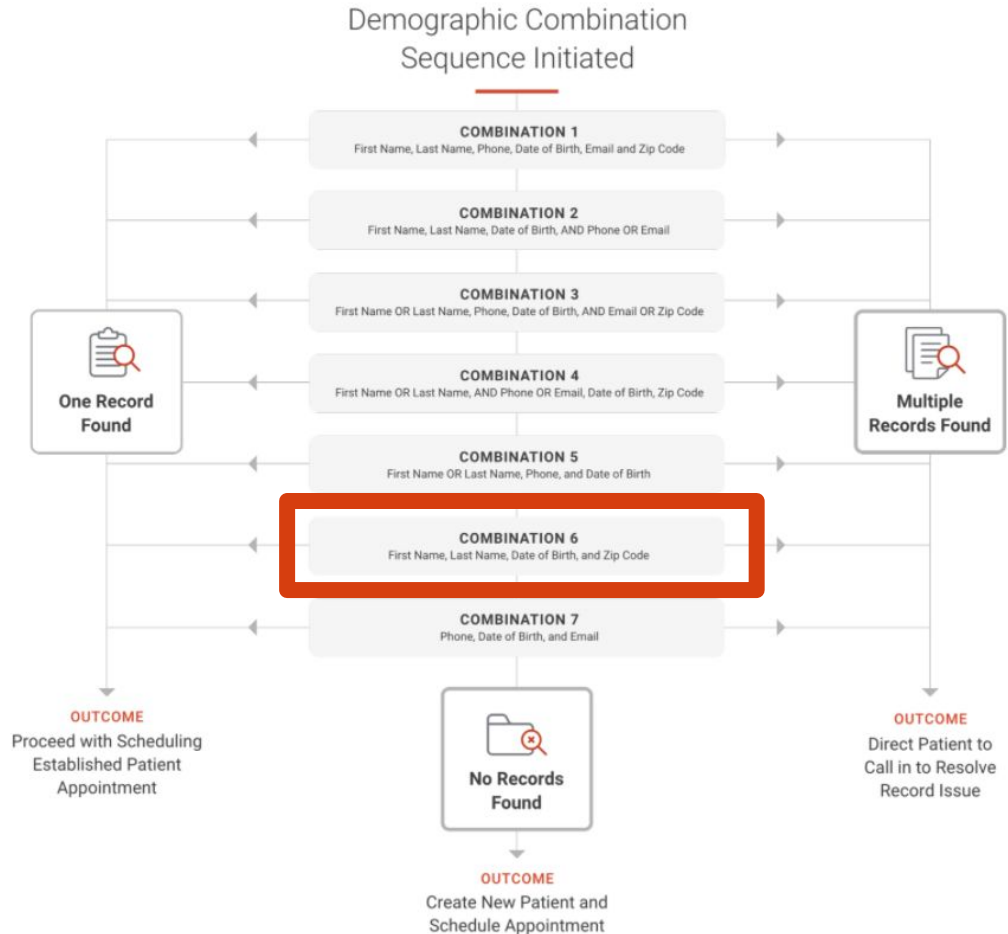 Demographic Combination
Sequence Initiated
COMBINATION 1
First Name, Last Name, Phone, Date of Birth, Email and Zip Code
COMBINATION 2
First Name, Last Name, Date of Birth, AND Phone OR Email
COMBINATION 3
First Name OR Last Name, Phone, Date of Birth, AND Email OR Zip Code
COMBINATION 4
First Name OR Last Name, AND Phone OR Email, Date of Birth, Zip Code
One Record
Found
Multiple
Records Found
COMBINATION 5
First Name OR Last Name, Phone, and Date of Birth
COMBINATION 6
First Name, Last Name, Date of Birth, and Zip Code
COMBINATION 7
Phone, Date of Birth, and Email
OUTCOME
Proceed with Scheduling
Established Patient
Appointment
No Records
Found
OUTCOME
Direct Patient to
Call in to Resolve
Record Issue
OUTCOME
Create New Patient and
Schedule Appointment